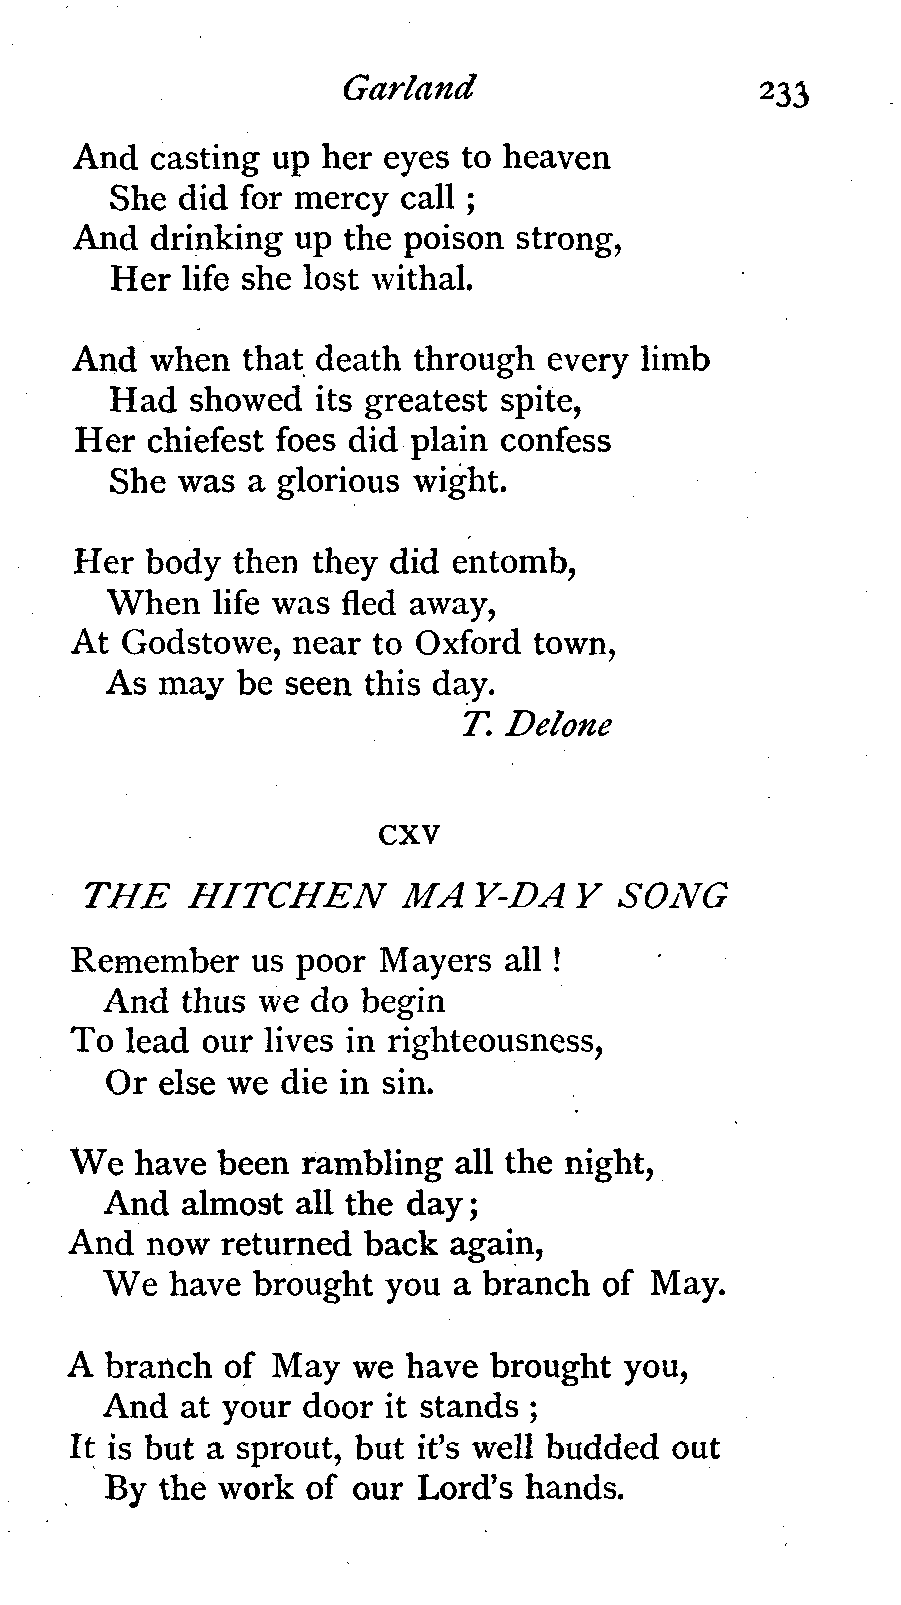 Garland 233
And casting up her eyes to heaven
She did for mercy call ;
And drinking up the poison strong,
Her life she lost withal.
And when that death through every limb
Had showed its greatest spite,
Her chiefest foes did plain confess
She was a glorious wight.
Her body then they did entomb,
When life was fled away,
At Godstowe, near to Oxford town,
As may be seen this day.
T. Delone
CXV
THE HITCHEN MAY-DAY SONG
Remember us poor Mayers all !
And thus we do begin
To lead our lives in righteousness,
Or else we die in sin.
We have been rambling all the night,
And almost all the day;
And now returned back again,
We have brought you a branch of May.
A branch of May we have brought you,
And at your door it stands ;
It is but a sprout, but it's well budded out
By the work of our Lord's hands.